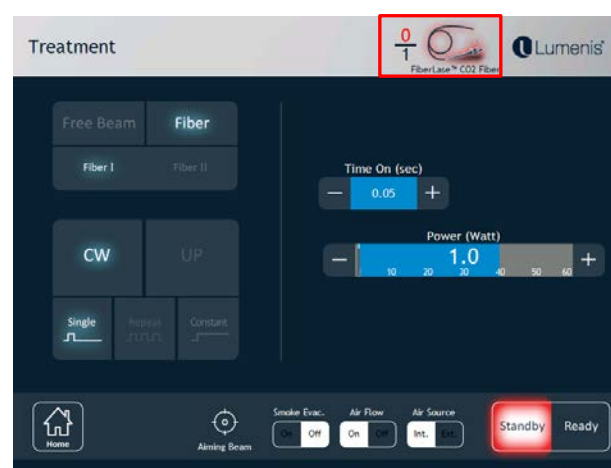 Treatment
0
1
FiberLase™ CO2 Fiber
Lumenis
Free Beam Fiber
Fiber I Fiber II
Time On (sec)
— 0.05 +
CW UP
Power (Watt)
— 1.0 +
10 20 30 40 50 60
Single Repeat Constant
Home
Aiming Beam
Smoke Evac.
On Off
Air Flow
On Off
Air Source
Int. Ext.
Standby Ready